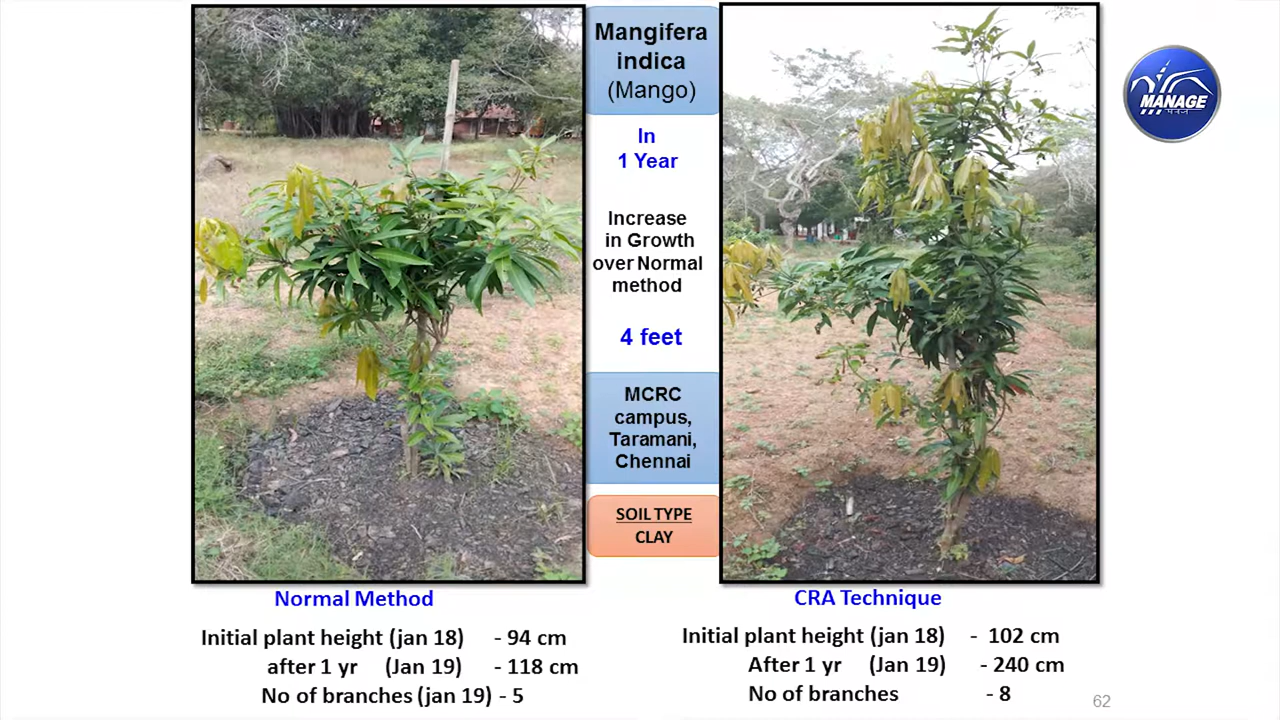 Mangifera
indica
(Mango)
In
1 Year
Increase
in Growth
over Normal
method
4 feet
MCRC
campus,
Taramani,
Chennai
SOIL TYPE
CLAY
MANAGE
Normal Method
Initial plant height (jan 18) - 94 cm
after 1 yr (Jan 19) - 118 cm
No of branches (jan 19) - 5
CRA Technique
Initial plant height (jan 18) - 102 cm
After 1 yr (Jan 19) - 240 cm
No of branches - 8
62